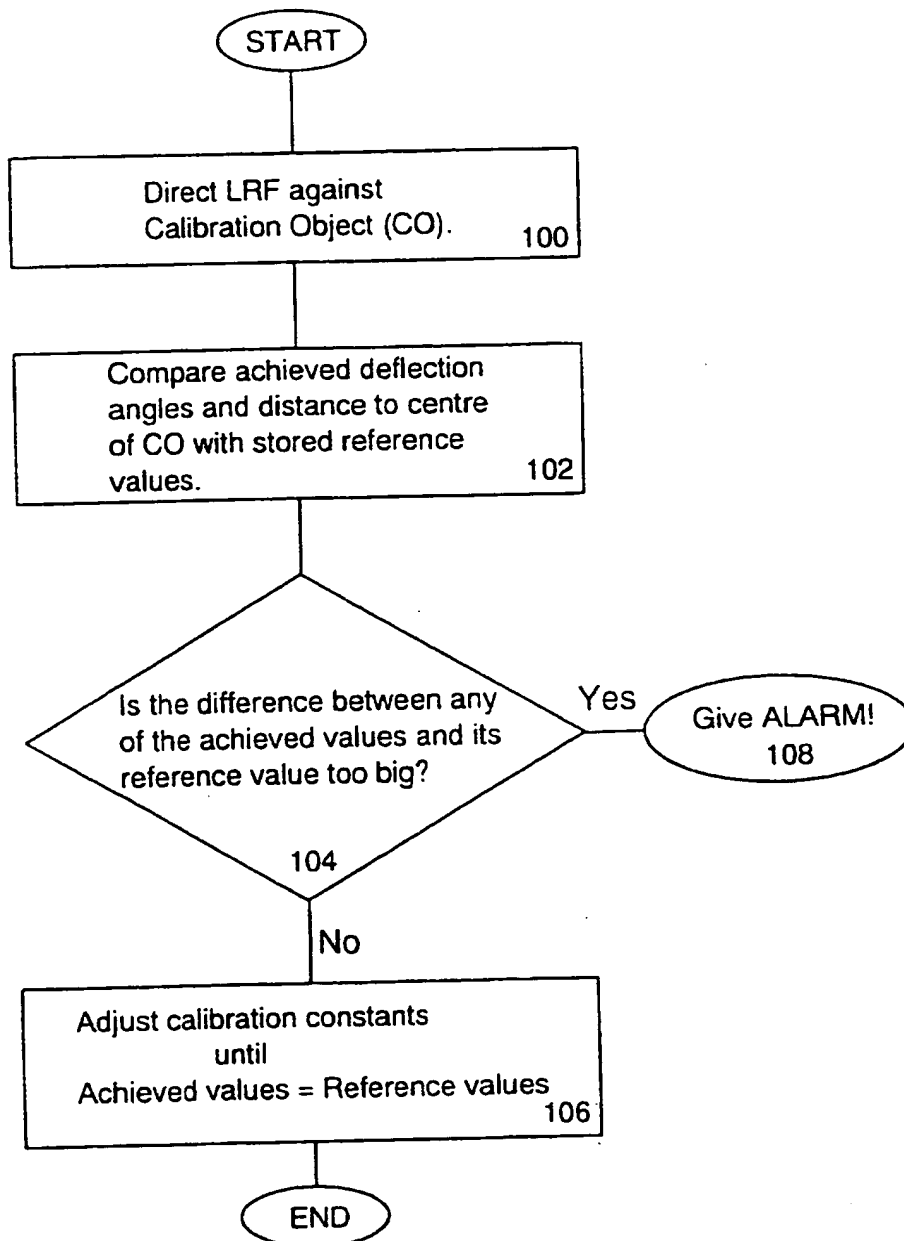 START
Direct LRF against
Calibration Object (CO).
100
Compare achieved deflection
angles and distance to centre
of CO with stored reference
values.
102
Is the difference between any
of the achieved values and its
reference value too big?
104
Yes
Give ALARM!
108
No
Adjust calibration constants
until
Achieved values = Reference values
106
END